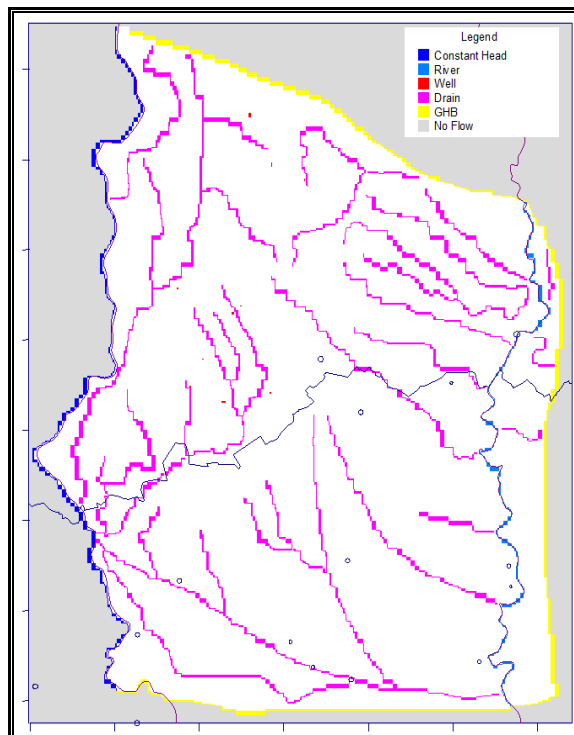 Legend
Constant Head
River
Well
Drain
GHB
No Flow